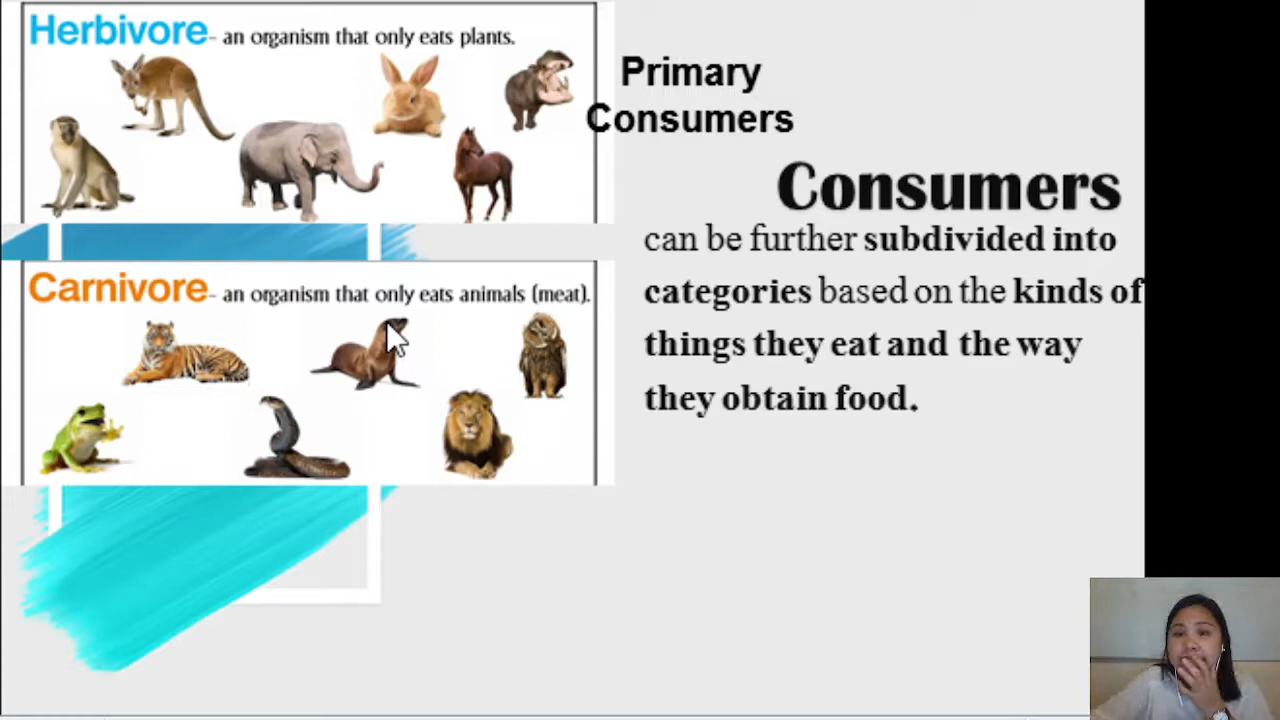 Herbivore- an organism that only eats plants.
Primary
Consumers
Consumers
can be further subdivided into
categories based on the kinds of
things they eat and the way
they obtain food.
Carnivore- an organism that only eats animals (meat).